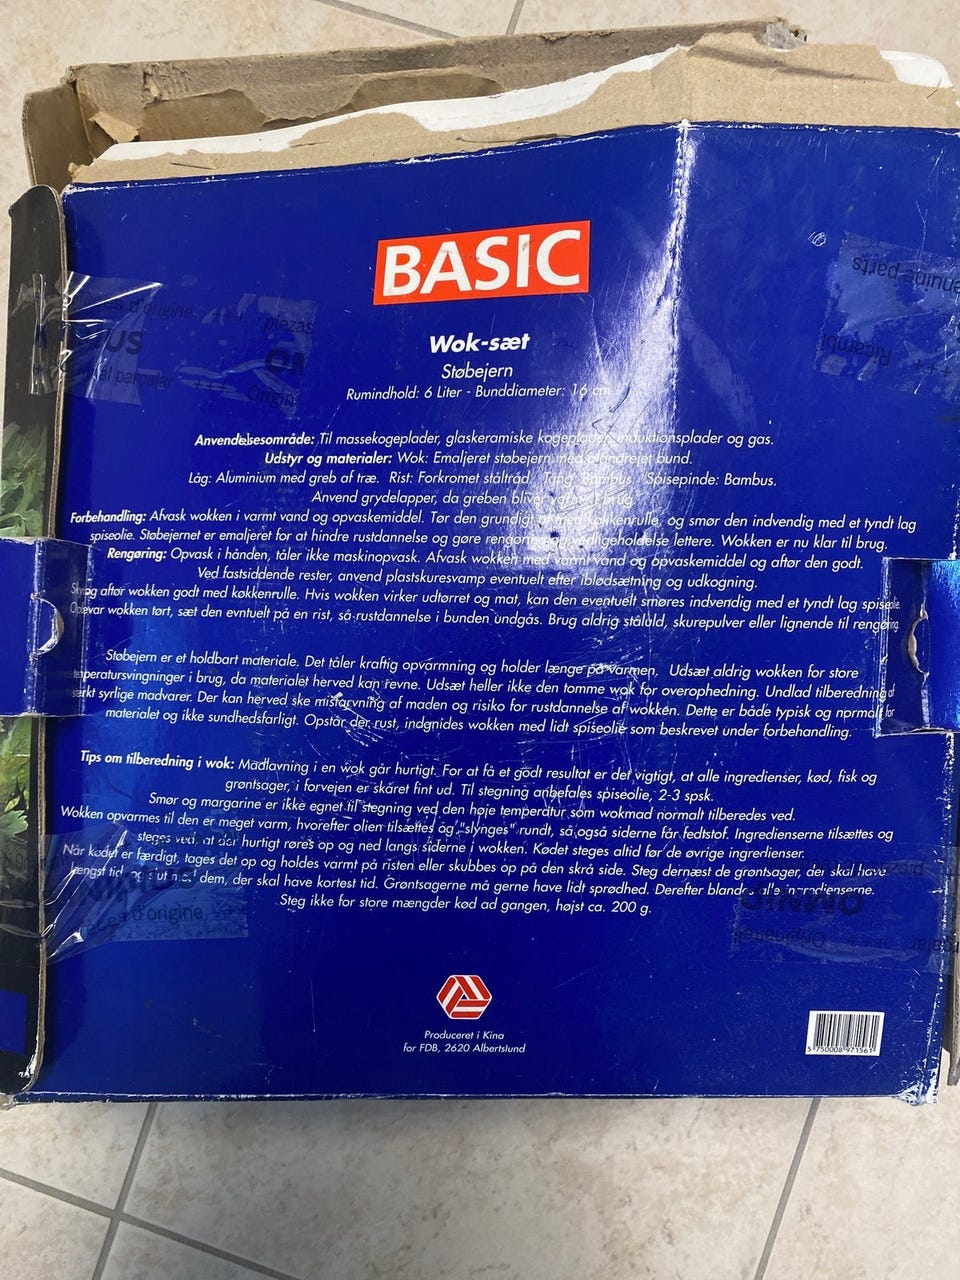 BASIC
Wok-sæt
Støbejern
Rumindhold: 6 Liter - Bunddiameter: 16 cm
Anvendelsesområde: Til massekogeplader, glaskeramiske kogeplader, induktionsplader og gas.
Udstyr og materialer: Wok: Emaljeret støbejern med plandrejet bund.
Låg: Aluminium med greb af træ. Rist: Forkromet ståltråd. Tang: Bambus. Spisepinde: Bambus.
Anvend grydelapper, da greben bliver varme i brug
Forbehandling: Afvask wokken i varmt vand og opvaskemiddel. Tør den grundigt af med køkkenrulle, og smør den indvendig med et tyndt lag
spiseolie. Støbejernet er emaljeret for at hindre rustdannelse og gøre rengøring og vedligeholdelse lettere. Wokken er nu klar til brug.
Rengøring: Opvask i hånden, tåler ikke maskinopvask. Afvask wokken med varmt vand og opvaskemiddel og aftør den godt.
Ved fastsiddende rester, anvend plastskuresvamp eventuelt efter iblødsætning og udkogning.
Skyl og aftør wokken godt med køkkenrulle. Hvis wokken virker udtørret og mat, kan den eventuelt smøres indvendig med et tyndt lag spiseolie.
Opbevar wokken tørt, sæt den evntuelt på en rist, så rustdannelse i bunden undgås. Brug aldrig ståluld, skurepulver eller lignende til rengøring.
Støbejern er et holdbart materiale. Det tåler kraftig opvarmning og holder længe på varmen. Udsæt aldrig wokken for store
temperatursvingninger i brug, da materialet herved kan revne. Udsæt heller ikke den tomme wok for overophedning. Undlad tilberedning af
stærkt syrlige madvarer. Der kan herved ske misfarvning af maden og risiko for rustdannelse af wokken. Dette er både typisk og normalt for
materialet og ikke sundhedsfarligt. Opstår der rust, indgnides wokken med lidt spiseolie som beskrevet under forbehandling.
Tips om tilberedning i wok: Madlavning i en wok går hurtigt. For at få et godt resultat er det vigtigt, at alle ingredienser, kød, fisk og
grøntsager, i forvejen er skåret fint ud. Til stegning anbefales spiseolie, 2-3 spsk.
Smør og margarine er ikke egnet til stegning ved den høje temperatur som wokmad normalt tilberedes ved.
Wokken opvarmes til den er meget varm, hvorefter olien tilsættes og "slynges" rundt, så også siderne får fedtstof. Ingredienserne tilsættes og
steges ved, at der hurtigt røres op og ned langs siderne i wokken. Kødet steges altid før de øvrige ingredienser.
Når kødet er færdigt, tages det op og holdes varmt på risten eller skubbes op på den skrå side. Steg dernæst de grøntsager, der skal have
længst tid, og slut med dem, der skal have kortest tid. Grøntsagerne må gerne have lidt sprødhed. Derefter blandes alle ingredienserne.
Steg ikke for store mængder kød ad gangen, højst ca. 200 g.
Produceret i Kina
for FDB, 2620 Albertslund
5 750008 971561
d'origine +++ piezas
parçalar +++ Origin
genuine parts
Ricambi
+++
d'origine
OMNIU